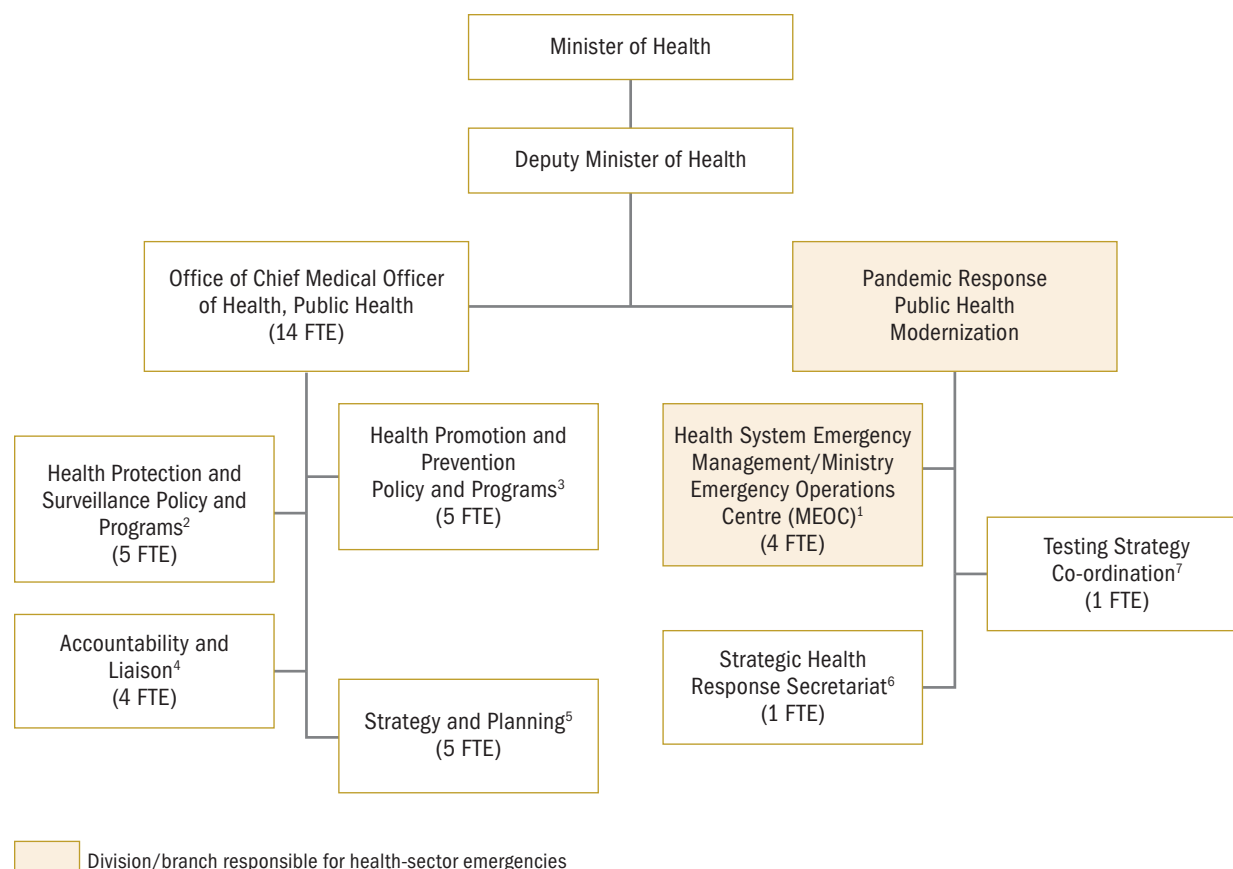 Minister of Health
Deputy Minister of Health
Office of Chief Medical Officer
of Health, Public Health
(14 FTE)
Pandemic Response
Public Health
Modernization
Health Protection and
Surveillance Policy and
Programs²
(5 FTE)
Health Promotion and
Prevention
Policy and Programs³
(5 FTE)
Accountability and
Liaison⁴
(4 FTE)
Strategy and Planning⁵
(5 FTE)
Health System Emergency
Management/Ministry
Emergency Operations
Centre (MEOC)¹
(4 FTE)
Testing Strategy
Co-ordination⁷
(1 FTE)
Strategic Health
Response Secretariat⁶
(1 FTE)
Division/branch responsible for health-sector emergencies